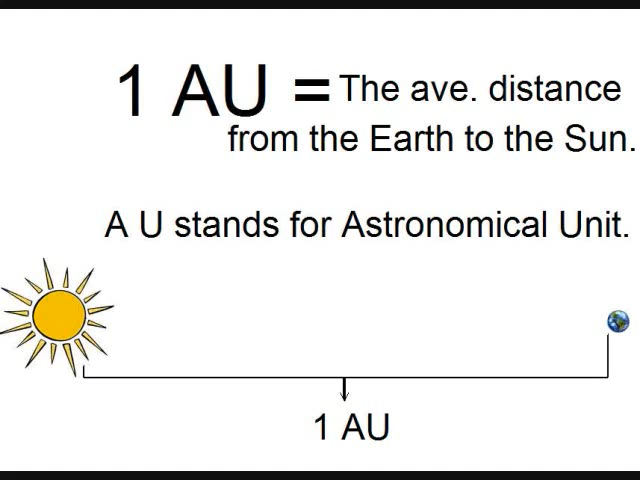 1 AU = The ave. distance
from the Earth to the Sun.
A U stands for Astronomical Unit.
1 AU